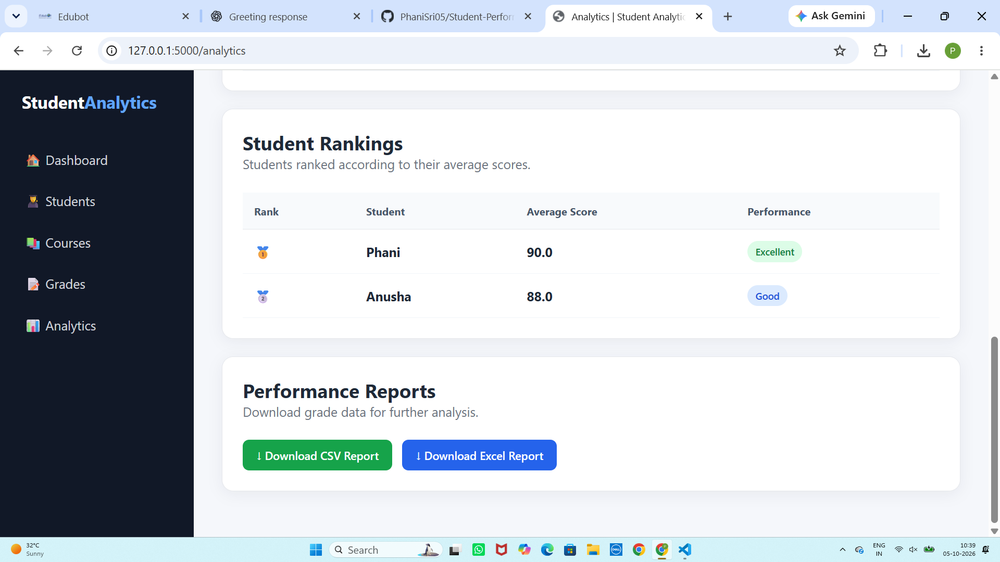 Edubot
Greeting response
PhaniSri05/Student-Perfor
Analytics | Student Analytic
Ask Gemini
127.0.0.1:5000/analytics
P
StudentAnalytics
Dashboard
Students
Courses
Grades
Analytics
Student Rankings
Students ranked according to their average scores.
Rank Student Average Score Performance
1 Phani 90.0 Excellent
2 Anusha 88.0 Good
Performance Reports
Download grade data for further analysis.
↓ Download CSV Report ↓ Download Excel Report
32°C
Sunny
Search
DELL
ENG
IN
10:39
05-10-2026